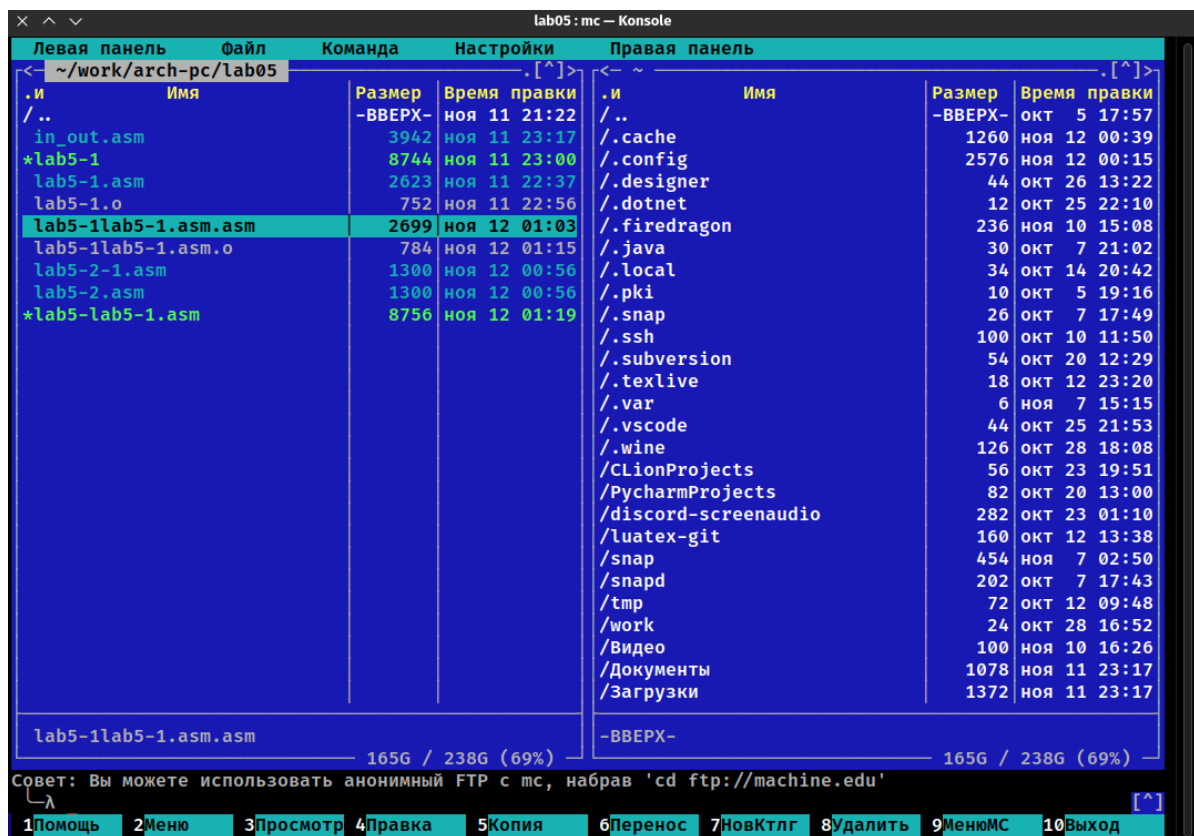 lab05 : mc — Konsole
Левая панель Файл Команда Настройки Правая панель
<— ~/work/arch-pc/lab05 .[^]>
.и Имя Размер Время правки
/.. -ВВЕРХ- ноя 11 21:22
in_out.asm 3942 ноя 11 23:17
*lab5-1 8744 ноя 11 23:00
lab5-1.asm 2623 ноя 11 22:37
lab5-1.o 752 ноя 11 22:56
lab5-1lab5-1.asm.asm 2699 ноя 12 01:03
lab5-1lab5-1.asm.o 784 ноя 12 01:15
lab5-2-1.asm 1300 ноя 12 00:56
lab5-2.asm 1300 ноя 12 00:56
*lab5-lab5-1.asm 8756 ноя 12 01:19
lab5-1lab5-1.asm.asm
165G / 238G (69%)
<— ~ .[^]>
.и Имя Размер Время правки
/.. -ВВЕРХ- окт 5 17:57
/.cache 1260 ноя 12 00:39
/.config 2576 ноя 12 00:15
/.designer 44 окт 26 13:22
/.dotnet 12 окт 25 22:10
/.firedragon 236 ноя 10 15:08
/.java 30 окт 7 21:02
/.local 34 окт 14 20:42
/.pki 10 окт 5 19:16
/.snap 26 окт 7 17:49
/.ssh 100 окт 10 11:50
/.subversion 54 окт 20 12:29
/.texlive 18 окт 12 23:20
/.var 6 ноя 7 15:15
/.vscode 44 окт 25 21:53
/.wine 126 окт 28 18:08
/CLionProjects 56 окт 23 19:51
/PycharmProjects 82 окт 20 13:00
/discord-screenaudio 282 окт 23 01:10
/luatex-git 160 окт 12 13:38
/snap 454 ноя 7 02:50
/snapd 202 окт 7 17:43
/tmp 72 окт 12 09:48
/work 24 окт 28 16:52
/Видео 100 ноя 10 16:26
/Документы 1078 ноя 11 23:17
/Загрузки 1372 ноя 11 23:17
-ВВЕРХ-
165G / 238G (69%)
Совет: Вы можете использовать анонимный FTP с mc, набрав 'cd ftp://machine.edu'
λ [^]
1Помощь 2Меню 3Просмотр 4Правка 5Копия 6Перенос 7НовКтлг 8Удалить 9МенюMC 10Выход